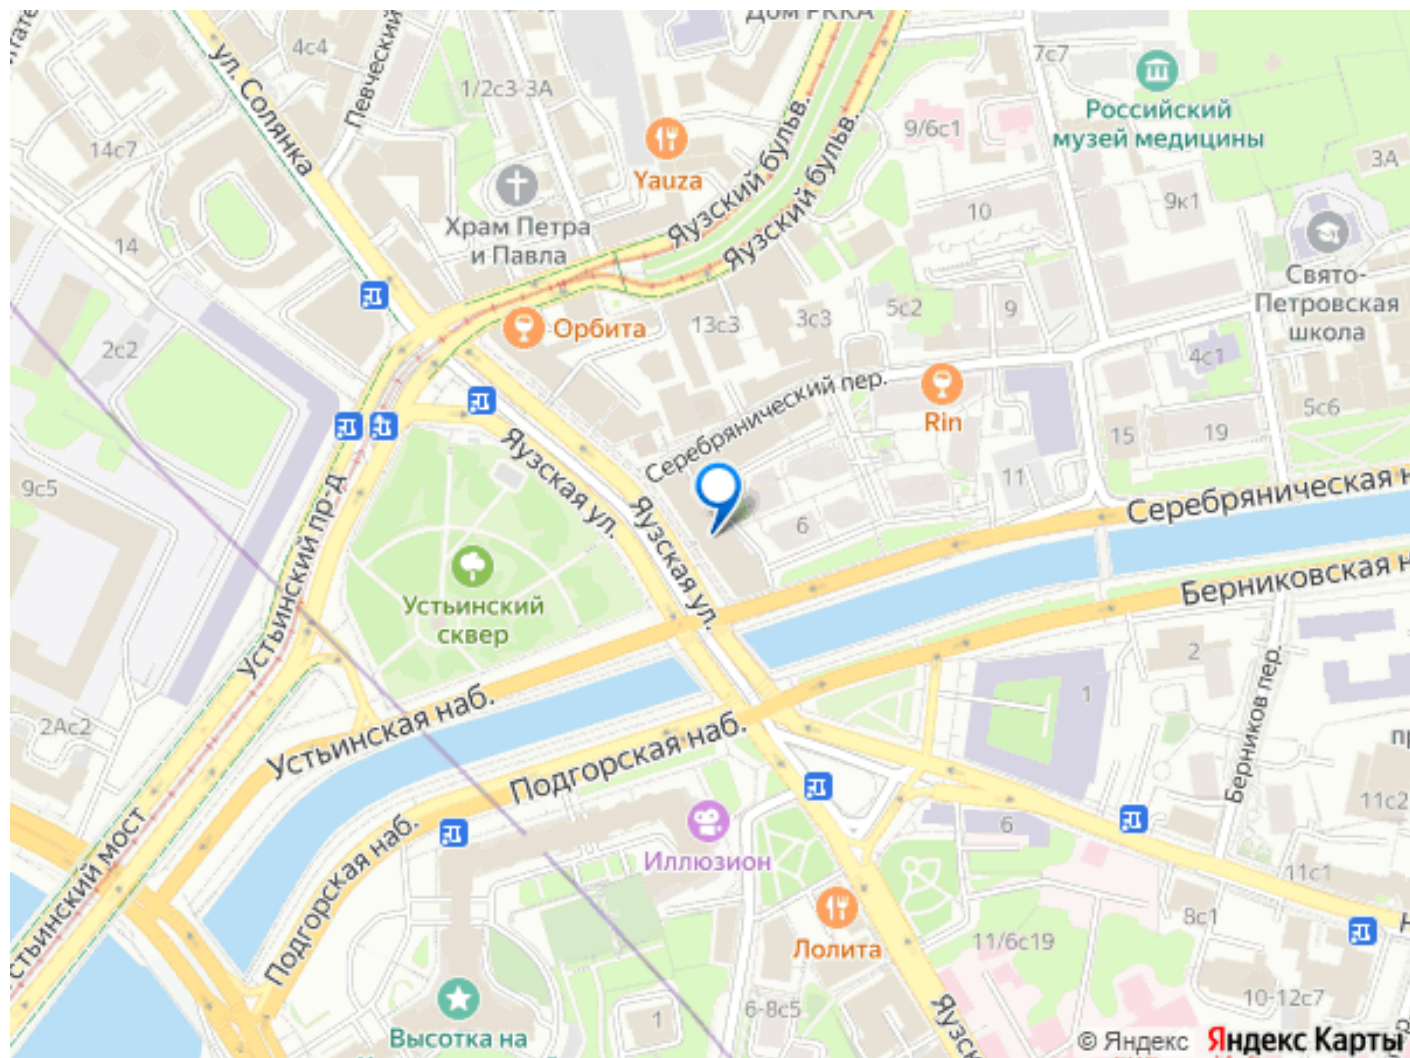 Дом РККА
4с4
Певческий
ул. Солянка
1/2с3-3А
7с7
Российский
музей медицины
9/6с1
14с7
Yauza
Яузский бульв.
Яузский бульв.
3А
Храм Петра
и Павла
10
9к1
14
Свято-
Петровская
школа
Орбита
13с3
3с3
5с2
9
2с2
4с1
Серебрянический пер.
Rin
5с6
15
19
Яузская ул.
Яузская ул.
11
9с5
Устьинский пр-д
6
Серебряническая н
Берниковская н
Устьинский
сквер
2
1
Берников пер.
2Ас2
Устьинская наб.
Подгорская наб.
Подгорская наб.
11с2
6
Иллюзион
11с1
Лолита
8с1
11/6с19
10-12с7
6-8с5
1
Высотка на
© Яндекс Яндекс Карты